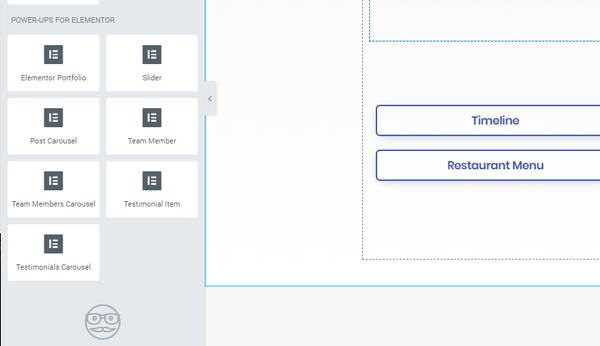 POWER-UPS FOR ELEMENTOR
Elementor Portfolio
Slider
Post Carousel
Team Member
Team Members Carousel
Testimonial Item
Testimonials Carousel
Timeline
Restaurant Menu